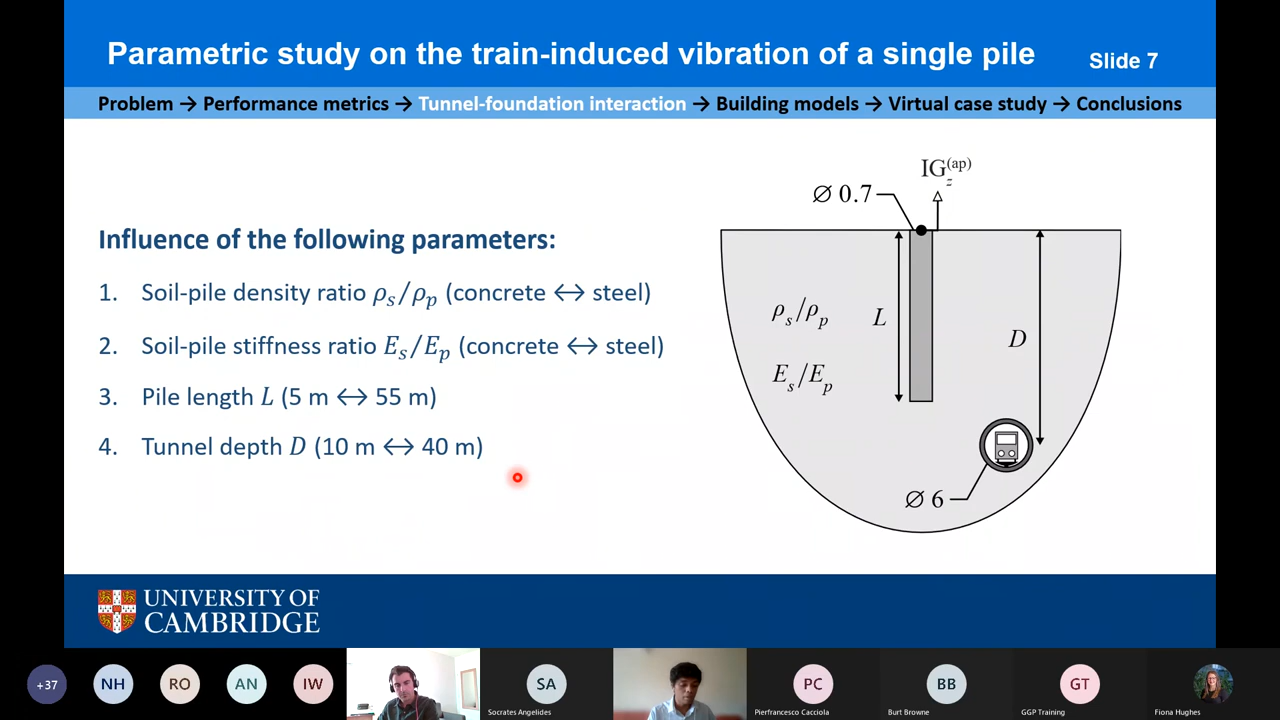 Parametric study on the train-induced vibration of a single pile
Slide 7
Problem → Performance metrics → Tunnel-foundation interaction → Building models → Virtual case study → Conclusions
Influence of the following parameters:
1. Soil-pile density ratio ρₛ/ρₚ (concrete ↔ steel)
2. Soil-pile stiffness ratio Eₛ/Eₚ (concrete ↔ steel)
3. Pile length L (5 m ↔ 55 m)
4. Tunnel depth D (10 m ↔ 40 m)
IG_z^(ap)
∅ 0.7
ρₛ/ρₚ
L
D
Eₛ/Eₚ
∅ 6
UNIVERSITY OF
CAMBRIDGE
+37
NH
RO
AN
IW
SA
PC
BB
GT
Socrates Angelides
Pierfrancesco Cacciola
Burt Browne
GGP Training
Fiona Hughes